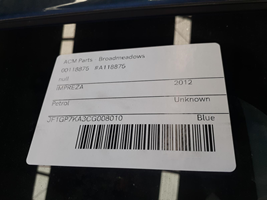 ACM Parts - Broadmeadows
00118875 #A118875
null
IMPREZA 2012
Petrol Unknown
JF1GP7KA3CG008010 Blue